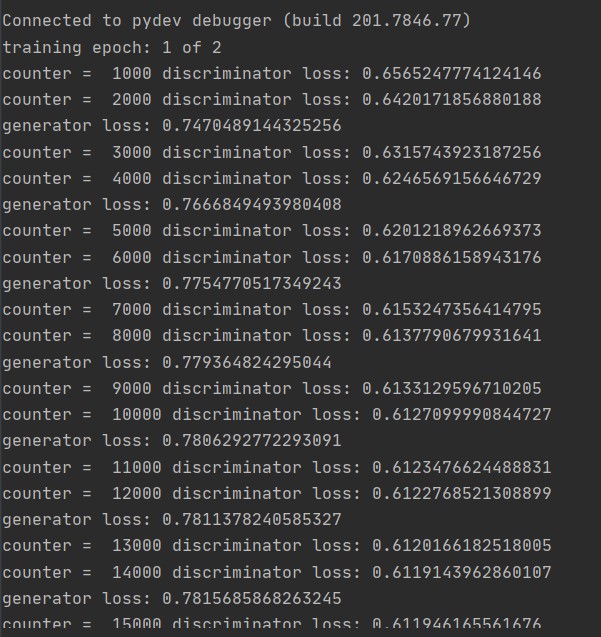 Connected to pydev debugger (build 201.7846.77)
training epoch: 1 of 2
counter =  1000 discriminator loss: 0.6565247774124146
counter =  2000 discriminator loss: 0.6420171856880188
generator loss: 0.7470489144325256
counter =  3000 discriminator loss: 0.6315743923187256
counter =  4000 discriminator loss: 0.6246569156646729
generator loss: 0.7666849493980408
counter =  5000 discriminator loss: 0.6201218962669373
counter =  6000 discriminator loss: 0.6170886158943176
generator loss: 0.7754770517349243
counter =  7000 discriminator loss: 0.6153247356414795
counter =  8000 discriminator loss: 0.6137790679931641
generator loss: 0.779364824295044
counter =  9000 discriminator loss: 0.6133129596710205
counter =  10000 discriminator loss: 0.6127099990844727
generator loss: 0.7806292772293091
counter =  11000 discriminator loss: 0.6123476624488831
counter =  12000 discriminator loss: 0.6122768521308899
generator loss: 0.7811378240585327
counter =  13000 discriminator loss: 0.6120166182518005
counter =  14000 discriminator loss: 0.6119143962860107
generator loss: 0.7815685868263245
counter =  15000 discriminator loss: 0.611946165561676